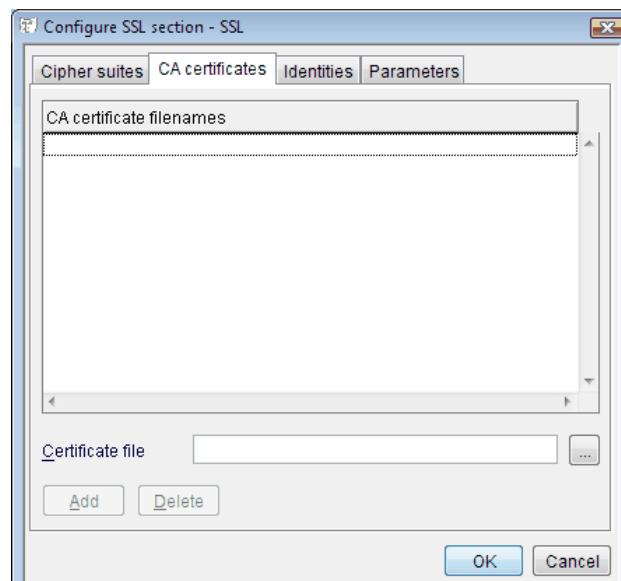 Configure SSL section - SSL
Cipher suites CA certificates Identities Parameters
CA certificate filenames
Certificate file ...
Add Delete
OK Cancel